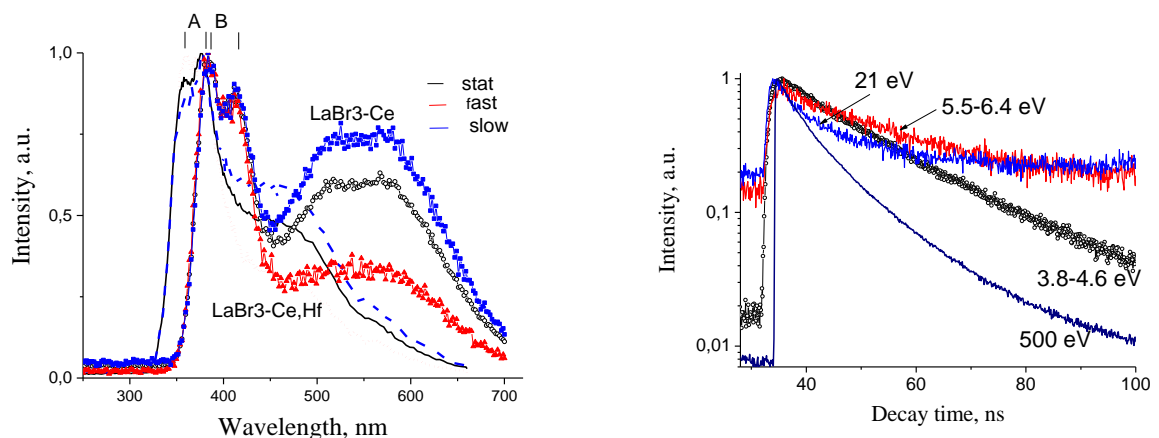 A B
1,0
0,5
0,0
Intensity, a.u.
300 400 500 600 700
Wavelength, nm
stat
fast
slow
LaBr3-Ce
LaBr3-Ce,Hf
1
0,1
0,01
Intensity, a.u.
40 60 80 100
Decay time, ns
21 eV
5.5-6.4 eV
3.8-4.6 eV
500 eV